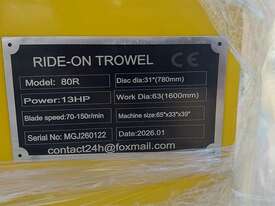 RIDE-ON TROWEL CE
Model: 80R
Disc dia:31"(780mm)
Power:13HP
Work Dia:63(1600mm)
Blade speed:70-150r/min
Machine size:65"x33"x39"
Serial No: MGJ260122
Date:2026.01
contact24h@foxmail.com